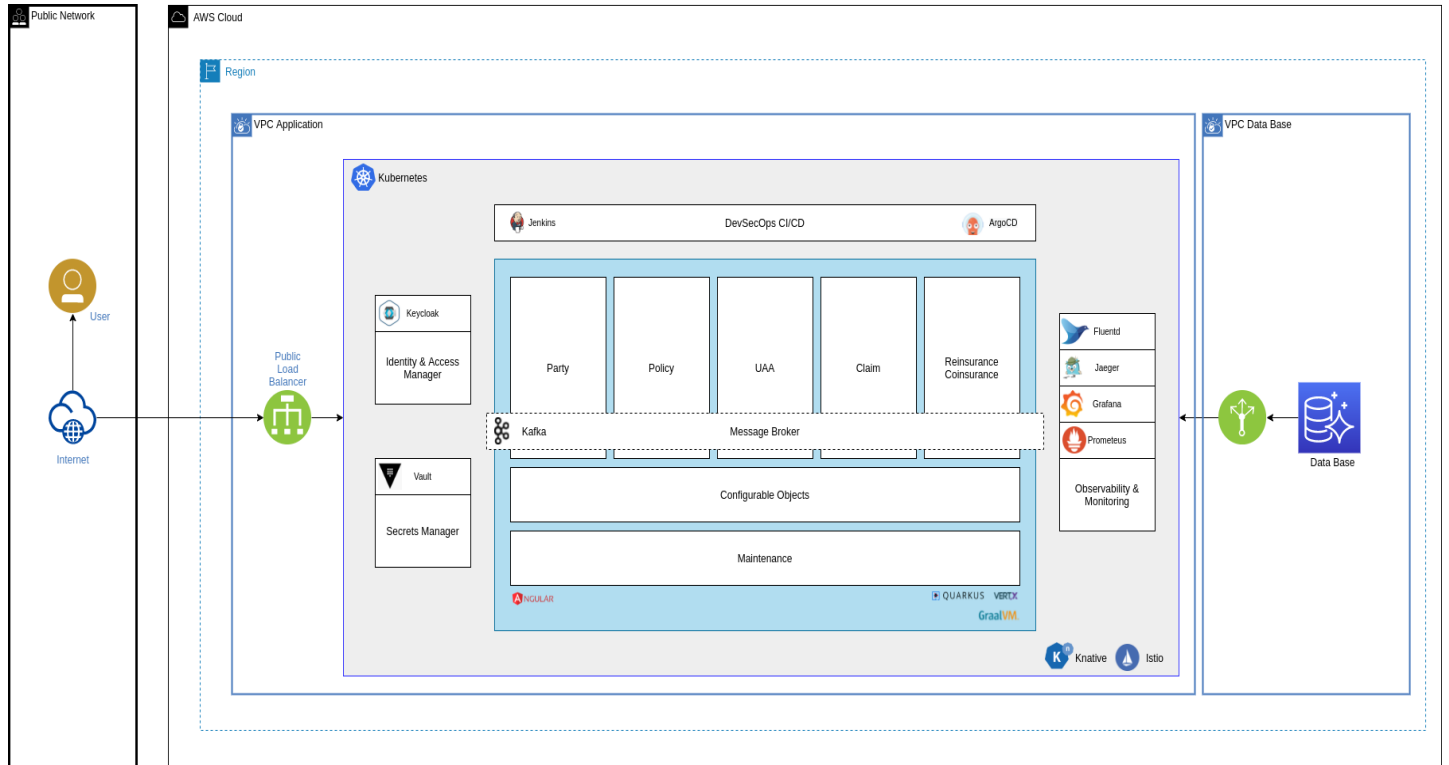 Public Network
AWS Cloud
Region
VPC Application
VPC Data Base
Kubernetes
Jenkins
DevSecOps CI/CD
ArgoCD
User
Internet
Public
Load
Balancer
Keycloak
Identity & Access
Manager
Vault
Secrets Manager
Party
Policy
UAA
Claim
Reinsurance
Coinsurance
Kafka
Message Broker
Configurable Objects
Maintenance
ANGULAR
QUARKUS
VERT.X
GraalVM.
Fluentd
Jaeger
Grafana
Prometeus
Observability &
Monitoring
K
n
Knative
Istio
Data Base